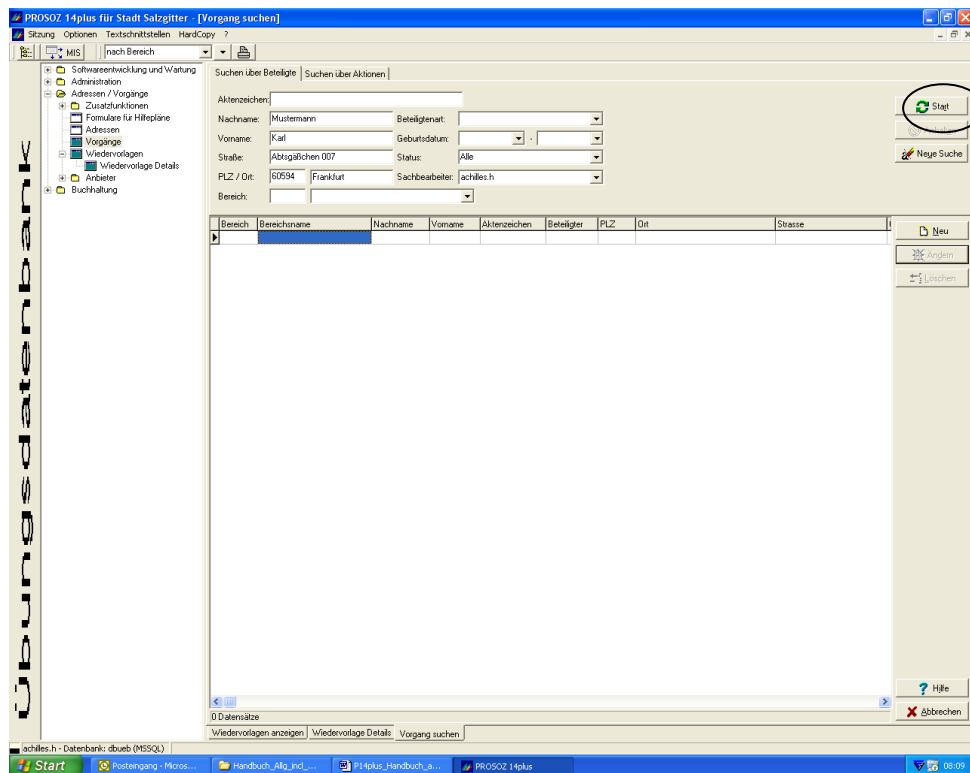 PROSOZ 14plus für Stadt Salzgitter - [Vorgang suchen]
Sitzung Optionen Textschnittstellen HardCopy ?
MIS nach Bereich
Softwareentwicklung und Wartung
Administration
Adressen / Vorgänge
Zusatzfunktionen
Formulare für Hilfepläne
Adressen
Vorgänge
Wiedervorlagen
Wiedervorlage Details
Anbieter
Buchhaltung
Suchen über Beteiligte Suchen über Aktionen
Aktenzeichen:
Nachname: Mustermann Beteiligtenart:
Vorname: Karl Geburtsdatum: -
Straße: Abtsgäßchen 007 Status: Alle
PLZ / Ort: 60594 Frankfurt Sachbearbeiter: achilles.h
Bereich:
Start
Neue Suche
Bereich Bereichsname Nachname Vorname Aktenzeichen Beteiligter PLZ Ort Strasse
Neu
Ändern
Löschen
Hilfe
Abbrechen
0 Datensätze
Wiedervorlagen anzeigen Wiedervorlage Details Vorgang suchen
achilles.h - Datenbank: dbueb (MSSQL)
Start Posteingang - Micros... Handbuch_Allg_incl_... P14plus_Handbuch_a... PROSOZ 14plus 08:09